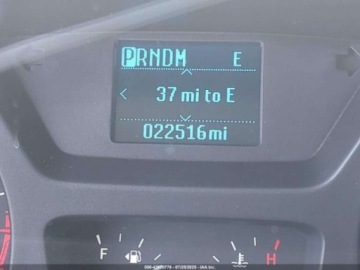 PRNDM E
37 mi to E
022516mi
F
H